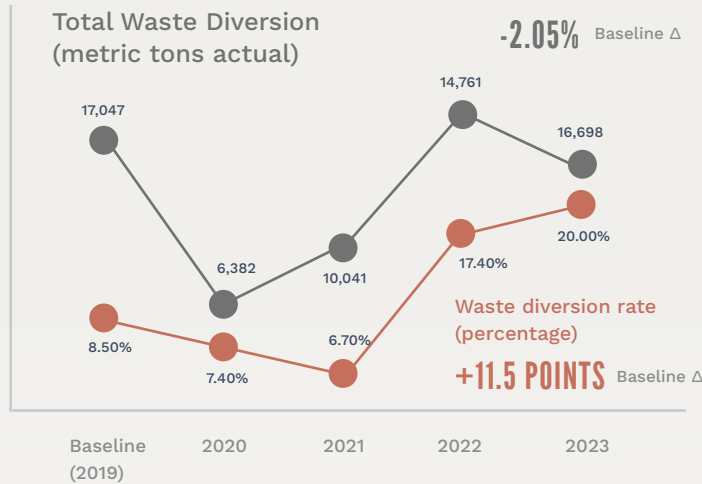 Total Waste Diversion
(metric tons actual)
-2.05% Baseline Δ
17,047
6,382
10,041
14,761
16,698
8.50%
7.40%
6.70%
17.40%
20.00%
Waste diversion rate
(percentage)
+11.5 POINTS Baseline Δ
Baseline
(2019)
2020
2021
2022
2023